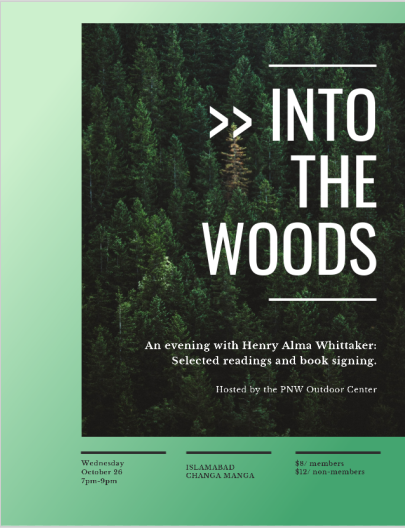 >> INTO
THE
WOODS
An evening with Henry Alma Whittaker:
Selected readings and book signing.
Hosted by the PNW Outdoor Center
Wednesday
October 26
7pm-9pm
ISLAMABAD
CHANGA MANGA
$8/ members
$12/ non-members